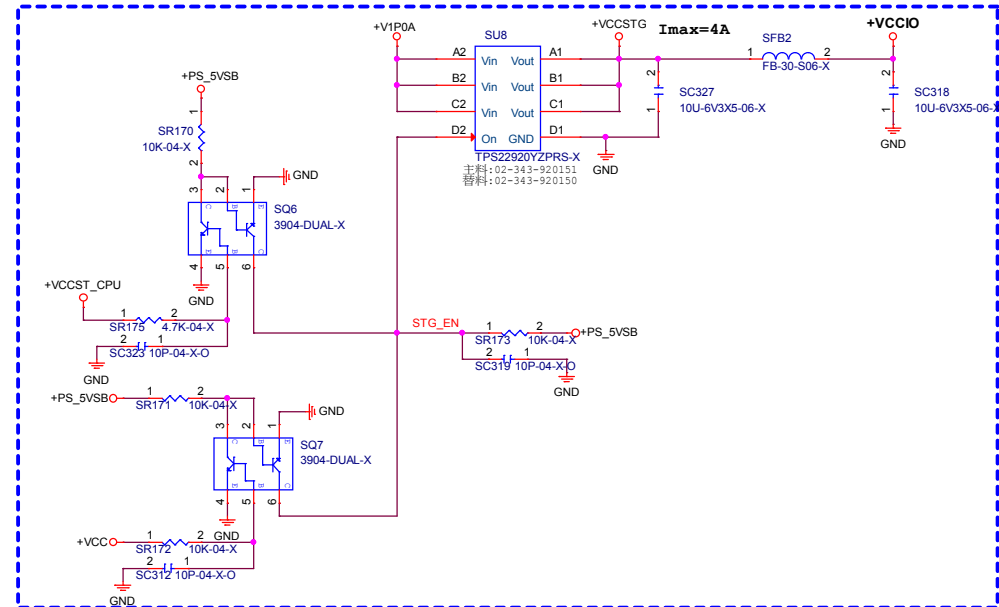 +V1P0A
SU8
+VCCSTG
Imax=4A
+VCCIO
A2 Vin Vout A1
B2 Vin Vout B1
C2 Vin Vout C1
D2 On GND D1
TPS22920YZPRS-X
主料:02-343-920151
替料:02-343-920150
GND
1 SFB2 2
FB-30-S06-X
2
SC327
1
10U-6V3X5-06-X
2
SC318
1
10U-6V3X5-06-X
GND
+PS_5VSB
1
SR170
10K-04-X
2
3 2 1
GND
C B E
SQ6
3904-DUAL-X
E B C
4 5 6
GND
+VCCST_CPU
1 2
SR175 4.7K-04-X
2 1
SC323 10P-04-X-O
GND
STG_EN
1 2
SR173 10K-04-X
+PS_5VSB
2 1
SC319 10P-04-X-O
GND
+PS_5VSB
1 2
SR171 10K-04-X
3 2 1
GND
C B E
SQ7
3904-DUAL-X
E B C
4 5 6
GND
+VCC
1 2
SR172 10K-04-X
2 1
SC312 10P-04-X-O
GND